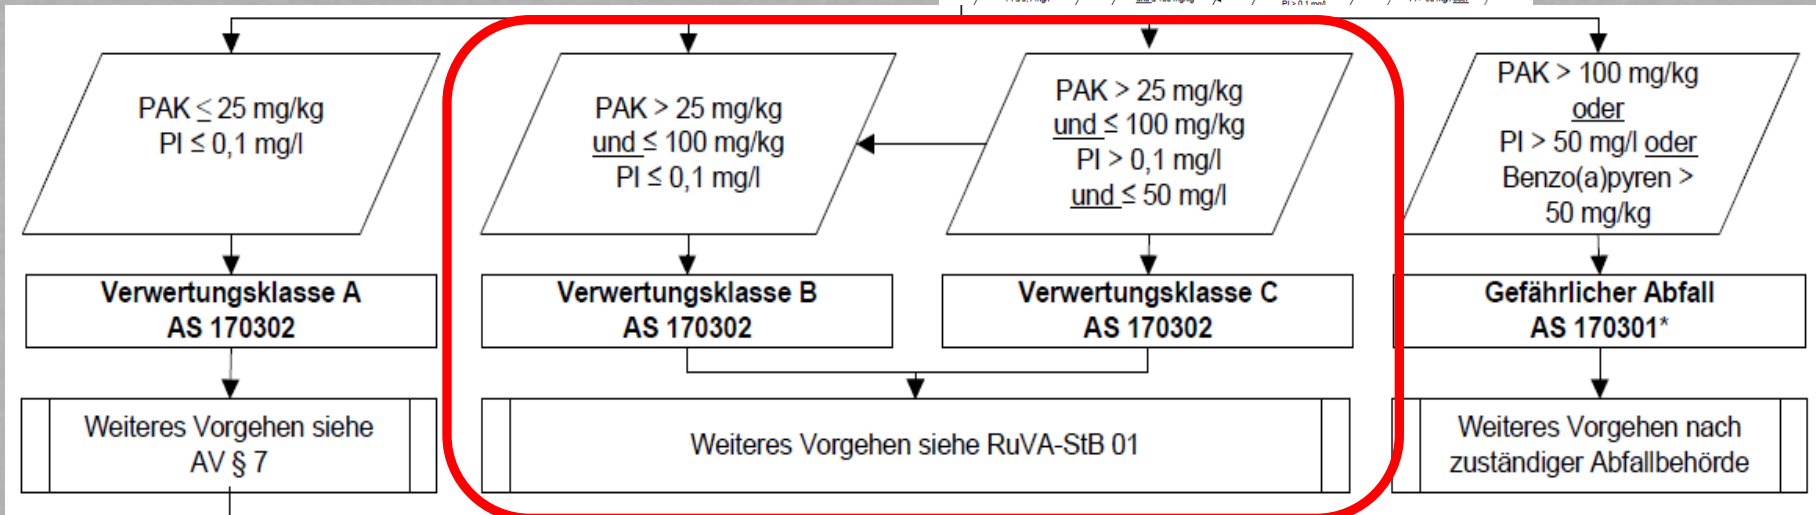 PAK ≤ 25 mg/kg
PI ≤ 0,1 mg/l
PAK > 25 mg/kg
und ≤ 100 mg/kg
PI ≤ 0,1 mg/l
PAK > 25 mg/kg
und ≤ 100 mg/kg
PI > 0,1 mg/l
und ≤ 50 mg/l
PAK > 100 mg/kg
oder
PI > 50 mg/l oder
Benzo(a)pyren >
50 mg/kg
Verwertungsklasse A
AS 170302
Verwertungsklasse B
AS 170302
Verwertungsklasse C
AS 170302
Gefährlicher Abfall
AS 170301*
Weiteres Vorgehen siehe
AV § 7
Weiteres Vorgehen siehe RuVA-StB 01
Weiteres Vorgehen nach
zuständiger Abfallbehörde